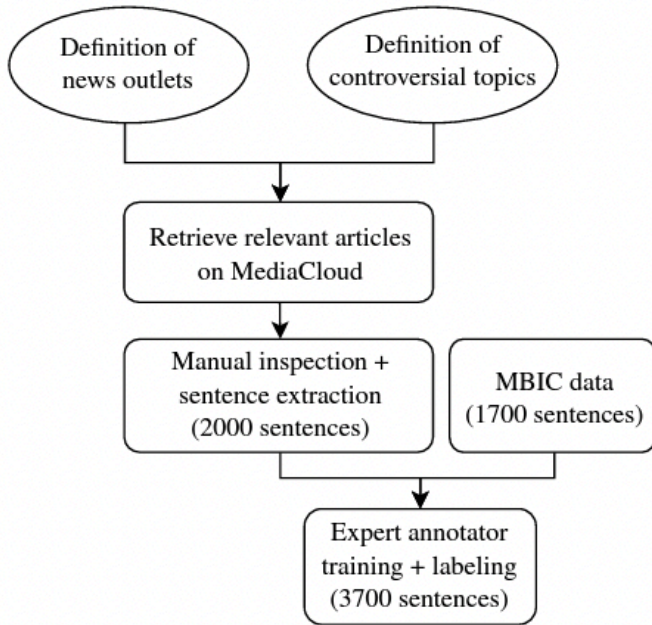 Definition of
news outlets
Definition of
controversial topics
Retrieve relevant articles
on MediaCloud
Manual inspection +
sentence extraction
(2000 sentences)
MBIC data
(1700 sentences)
Expert annotator
training + labeling
(3700 sentences)